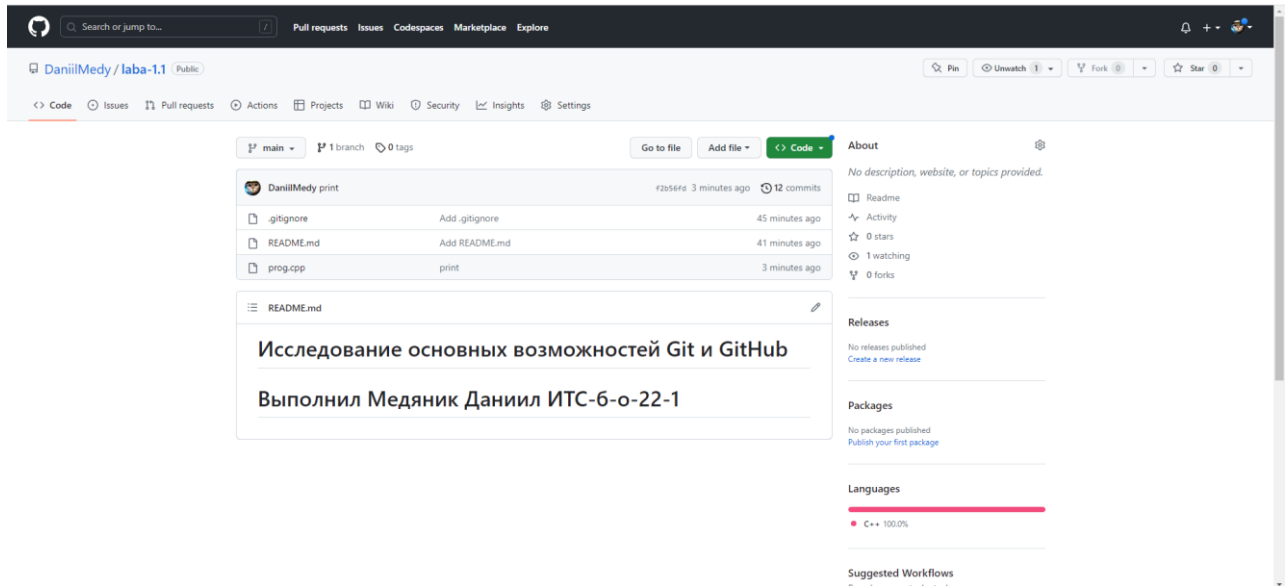 Search or jump to... / Pull requests Issues Codespaces Marketplace Explore
DaniilMedy / laba-1.1 Public Pin Unwatch 1 Fork 0 Star 0
<> Code Issues Pull requests Actions Projects Wiki Security Insights Settings
main 1 branch 0 tags Go to file Add file <> Code
DaniilMedy print f2b56fd 3 minutes ago 12 commits
.gitignore Add .gitignore 45 minutes ago
README.md Add README.md 41 minutes ago
prog.cpp print 3 minutes ago
README.md
Исследование основных возможностей Git и GitHub
Выполнил Медяник Даниил ИТС-б-о-22-1
About
No description, website, or topics provided.
Readme
Activity
0 stars
1 watching
0 forks
Releases
No releases published
Create a new release
Packages
No packages published
Publish your first package
Languages
C++ 100.0%
Suggested Workflows